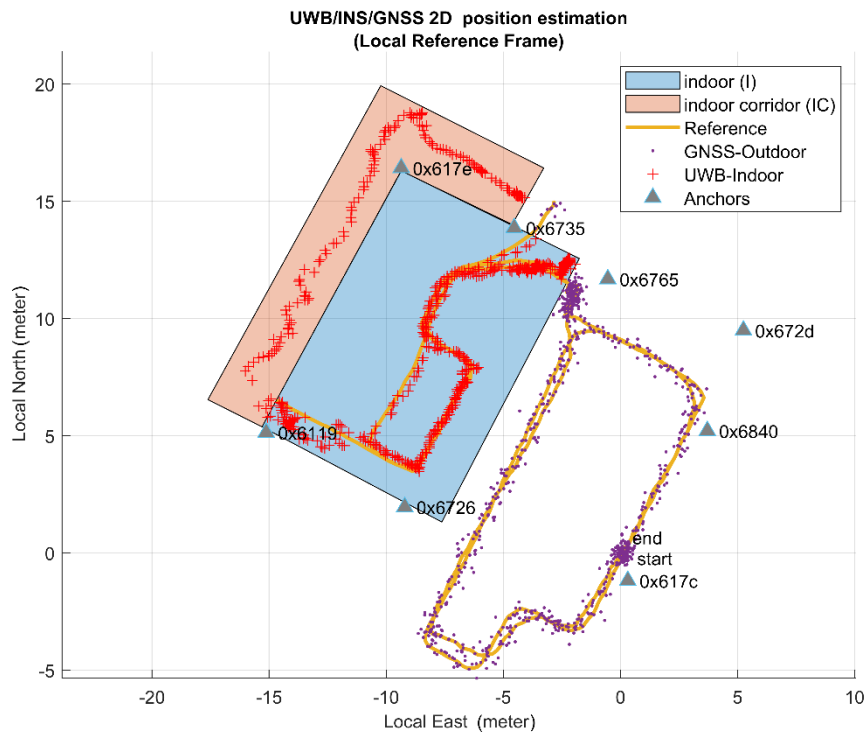 UWB/INS/GNSS 2D  position estimation
(Local Reference Frame)
indoor (I)
indoor corridor (IC)
Reference
GNSS-Outdoor
UWB-Indoor
Anchors
Local North (meter)
20
15
10
5
0
-5
0x617e
0x6735
0x6765
0x672d
0x6119
0x6840
0x6726
end
start
0x617c
-20
-15
-10
-5
0
5
10
Local East  (meter)